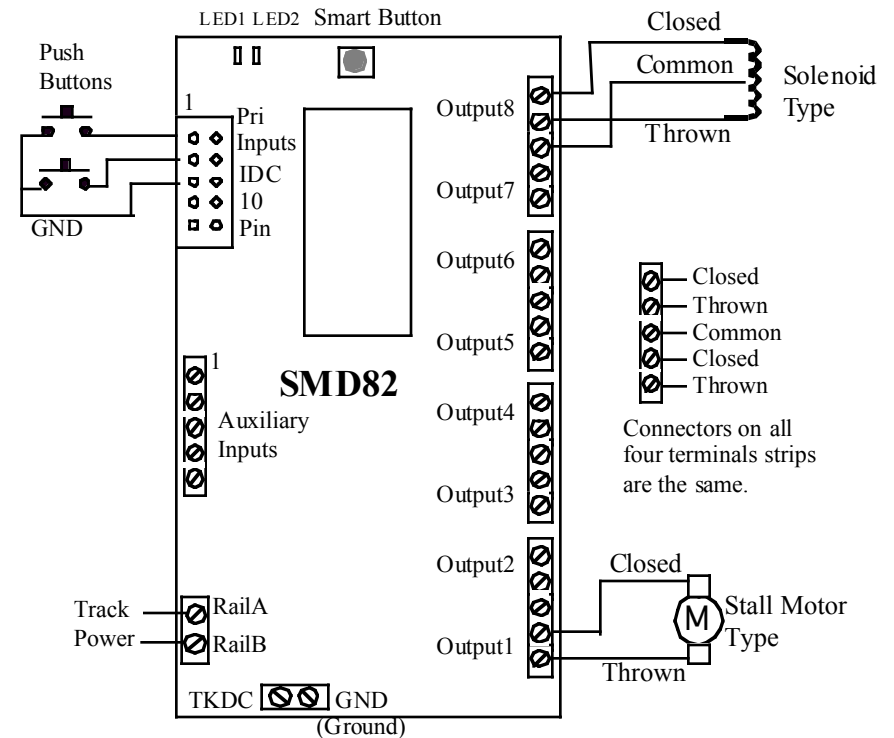 LED1 LED2 Smart Button
Push
Buttons
1
Pri
Inputs
IDC
10
Pin
GND
Output8
Output7
Output6
Output5
Output4
Output3
Output2
Output1
Closed
Common
Thrown
Solenoid
Type
Closed
Thrown
Common
Closed
Thrown
Connectors on all
four terminals strips
are the same.
SMD82
1
Auxiliary
Inputs
Track
Power
RailA
RailB
Closed
M
Stall Motor
Type
Thrown
TKDC
GND
(Ground)